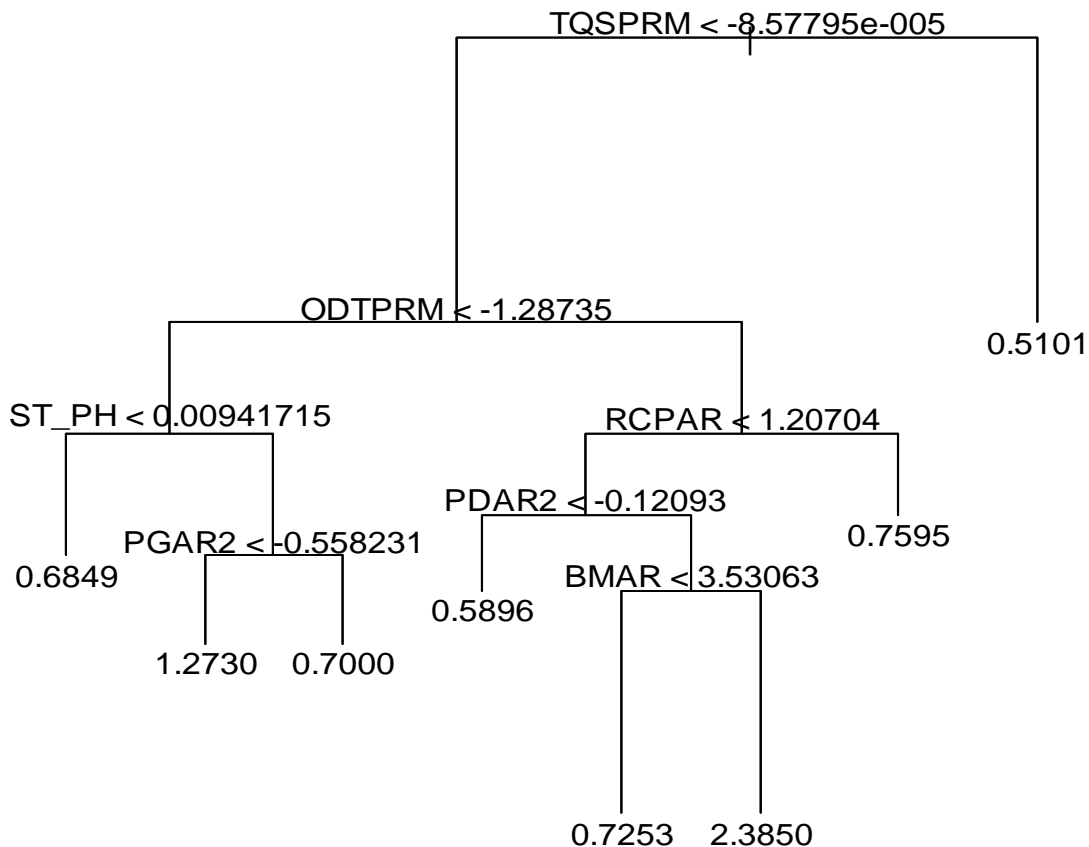 TQSPRM < -8.57795e-005
ODTPRM < -1.28735
0.5101
ST_PH < 0.00941715
RCPAR < 1.20704
PDAR2 < -0.12093
0.7595
PGAR2 < -0.558231
0.6849
BMAR < 3.53063
0.5896
1.2730
0.7000
0.7253
2.3850